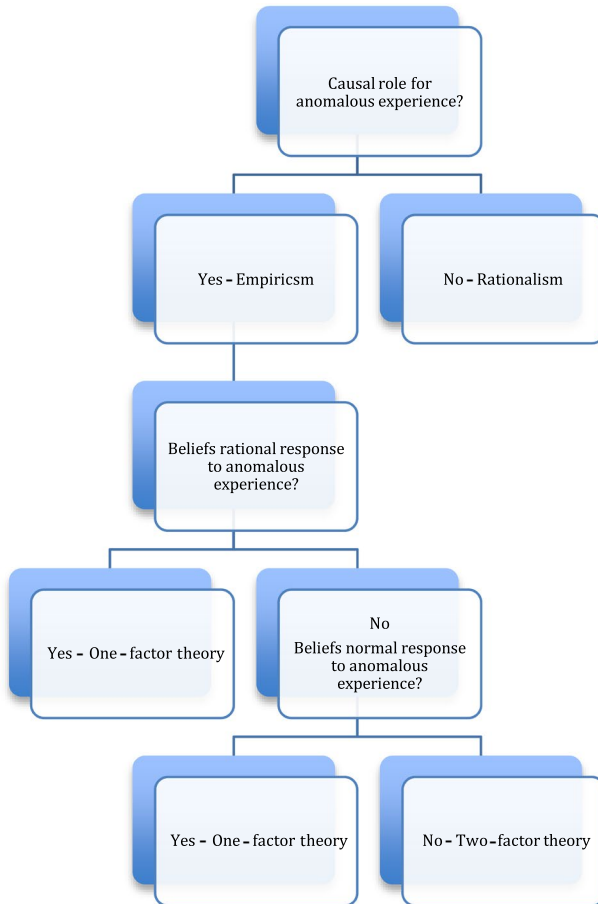 Causal role for
anomalous experience?
Yes – Empiricsm
No – Rationalism
Beliefs rational response
to anomalous
experience?
Yes – One – factor theory
No
Beliefs normal response
to anomalous
experience?
Yes – One – factor theory
No – Two – factor theory